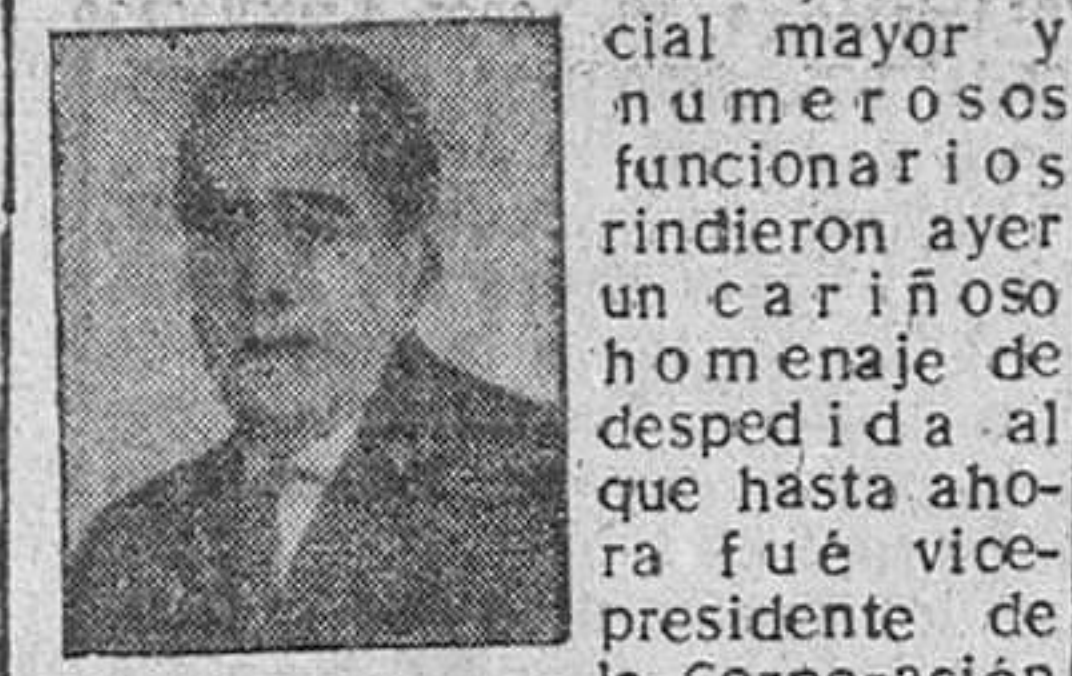 cial mayor y
numerosos
funcionarios
rindieron ayer
un cariñoso
homenaje de
despedida al
que hasta aho-
ra fué vice-
presidente de